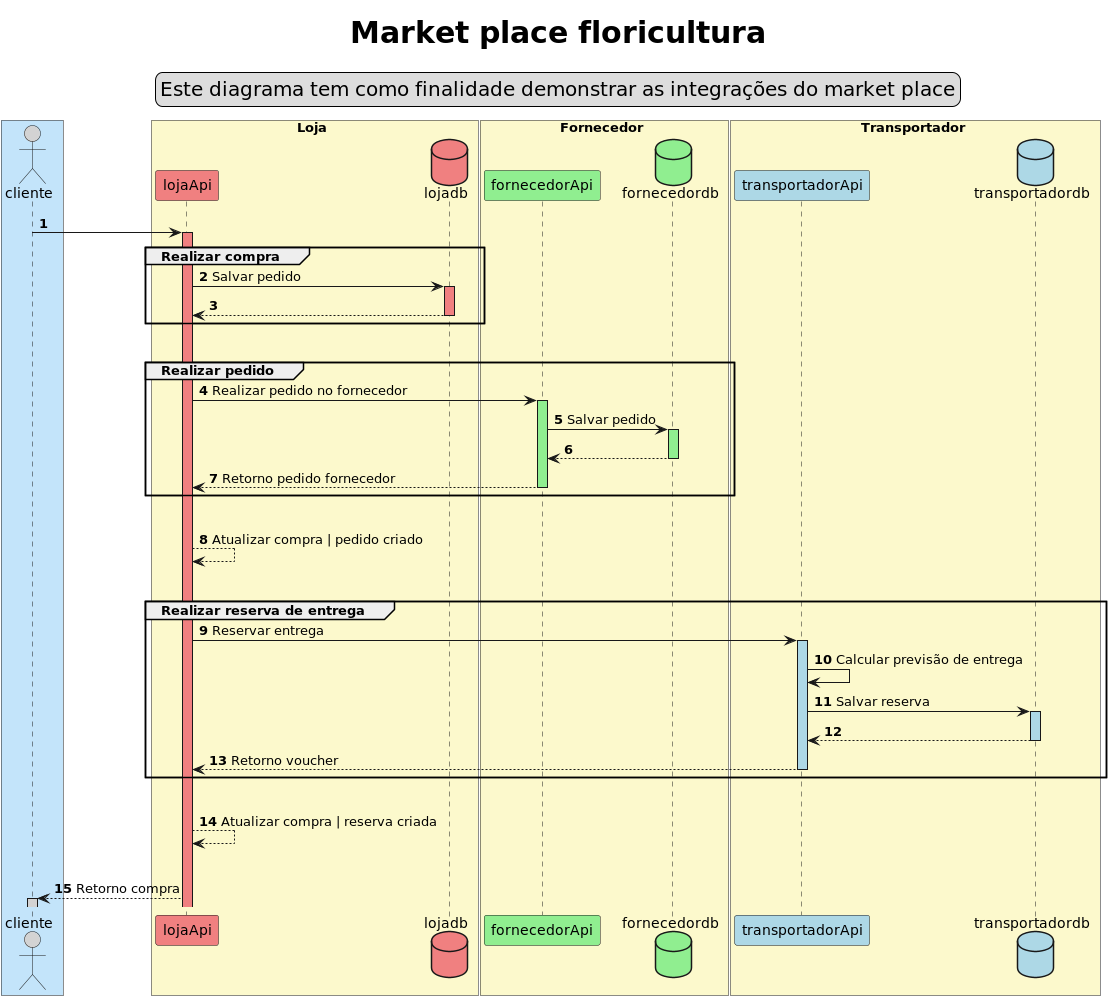 Market place floricultura
Este diagrama tem como finalidade demonstrar as integrações do market place
Loja
Fornecedor
Transportador
cliente
lojaApi
lojadb
fornecedorApi
fornecedordb
transportadorApi
transportadordb
1
Realizar compra
2 Salvar pedido
3
Realizar pedido
4 Realizar pedido no fornecedor
5 Salvar pedido
6
7 Retorno pedido fornecedor
8 Atualizar compra | pedido criado
Realizar reserva de entrega
9 Reservar entrega
10 Calcular previsão de entrega
11 Salvar reserva
12
13 Retorno voucher
14 Atualizar compra | reserva criada
15 Retorno compra
cliente
lojaApi
lojadb
fornecedorApi
fornecedordb
transportadorApi
transportadordb